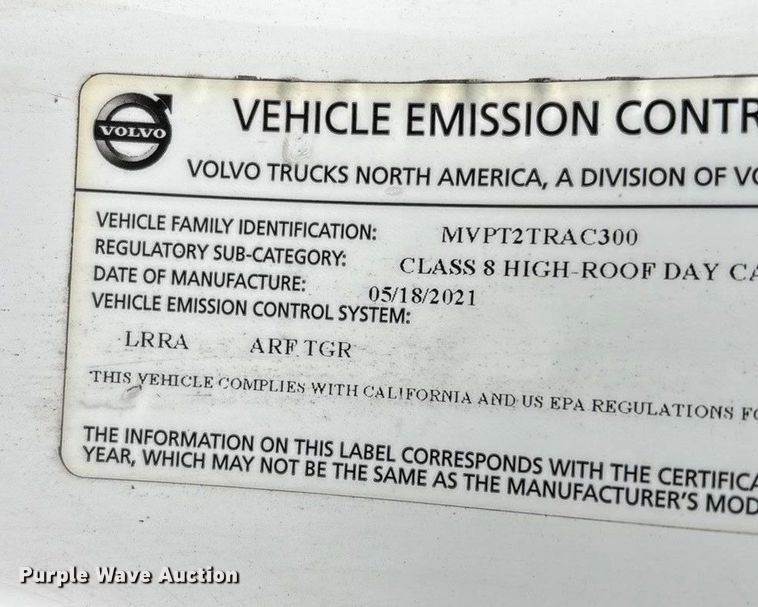 VOLVO
VEHICLE EMISSION
VOLVO TRUCKS NORTH AMERICA, A DIVISION OF
VEHICLE FAMILY IDENTIFICATION: MVPT2TRAC300
REGULATORY SUB-CATEGORY: CLASS 8 HIGH-ROOF DAY
DATE OF MANUFACTURE: 05/18/2021
VEHICLE EMISSION CONTROL SYSTEM:
LRRA ARF TGR
THIS VEHICLE COMPLIES WITH CALIFORNIA AND US EPA REGULATIONS
THE INFORMATION ON THIS LABEL CORRESPONDS WITH THE
YEAR, WHICH MAY NOT BE THE SAME AS THE MANUFACTURER'S
Purple Wave Auction